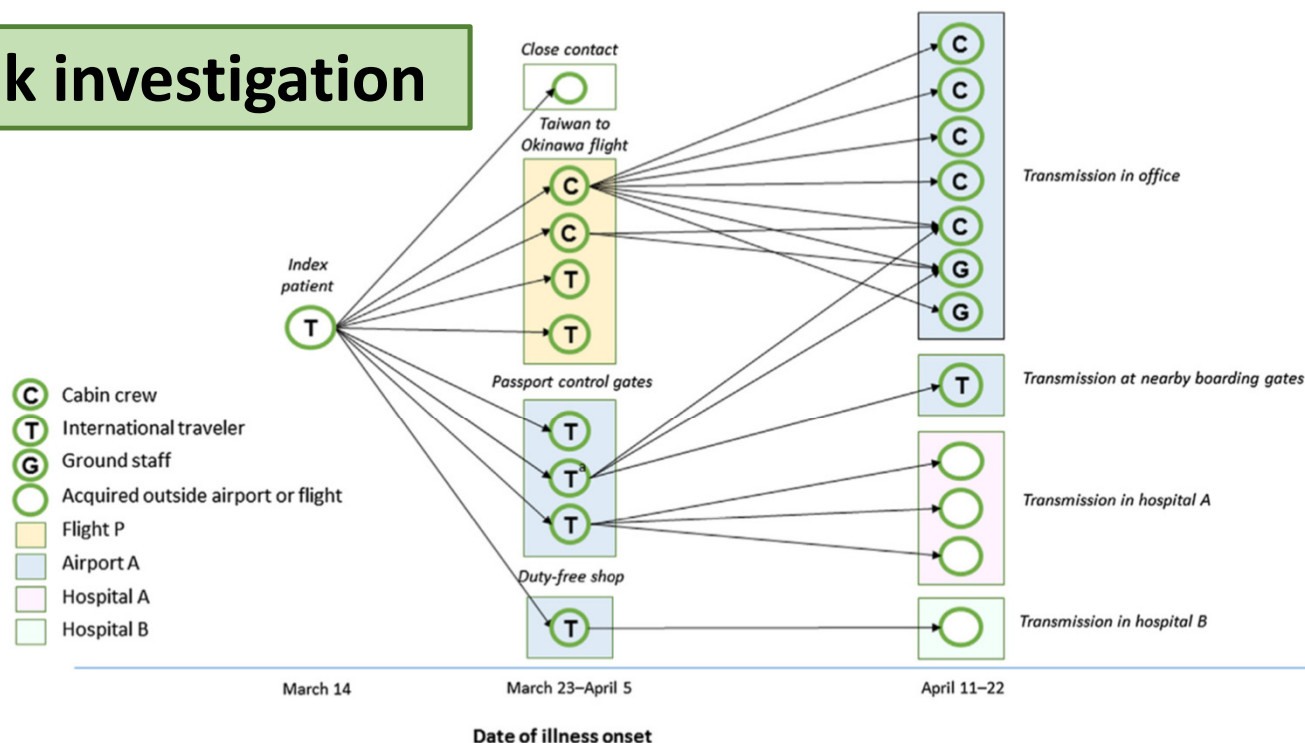 k investigation
Close contact
Taiwan to
Okinawa flight
C
C
T
T
Index
patient
T
Passport control gates
T
Tᵃ
T
Duty-free shop
T
C
C
C
C
C
G
G
Transmission in office
T
Transmission at nearby boarding gates
Transmission in hospital A
Transmission in hospital B
C Cabin crew
T International traveler
G Ground staff
Acquired outside airport or flight
Flight P
Airport A
Hospital A
Hospital B
March 14
March 23–April 5
April 11–22
Date of illness onset